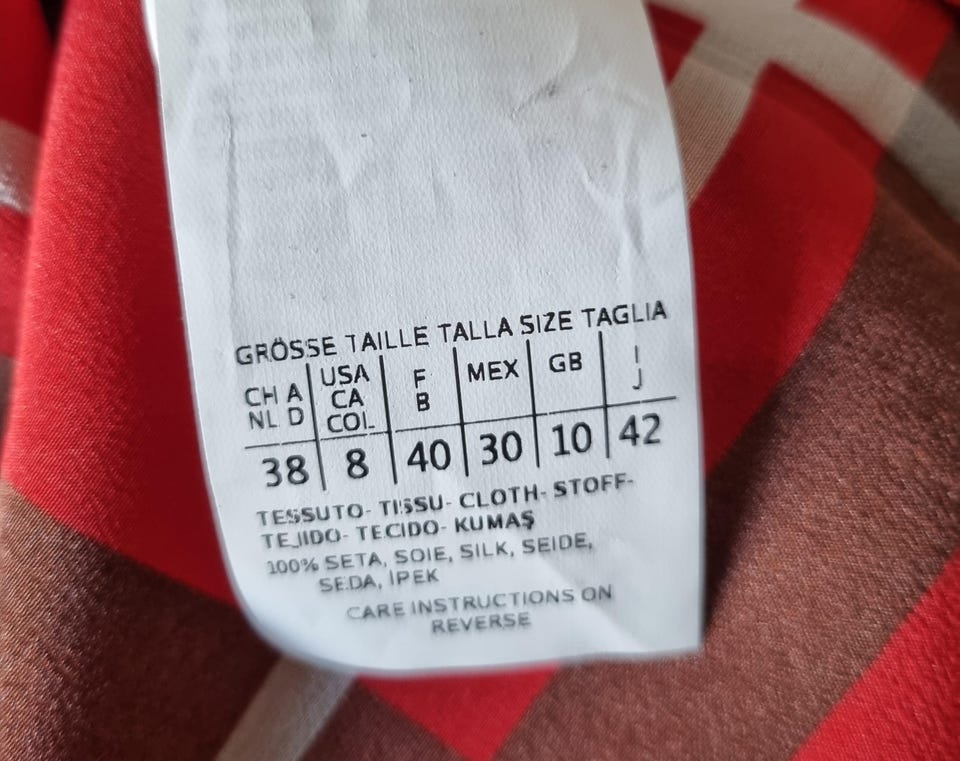 GRÖSSE TAILLE TALLA SIZE TAGLIA
CH A USA F MEX GB I
NL D CA B J
COL
38 8 40 30 10 42
TESSUTO- TISSU- CLOTH- STOFF-
TEJIDO- TECIDO- KUMAŞ
100% SETA, SOIE, SILK, SEIDE,
SEDA, IPEK
CARE INSTRUCTIONS ON
REVERSE